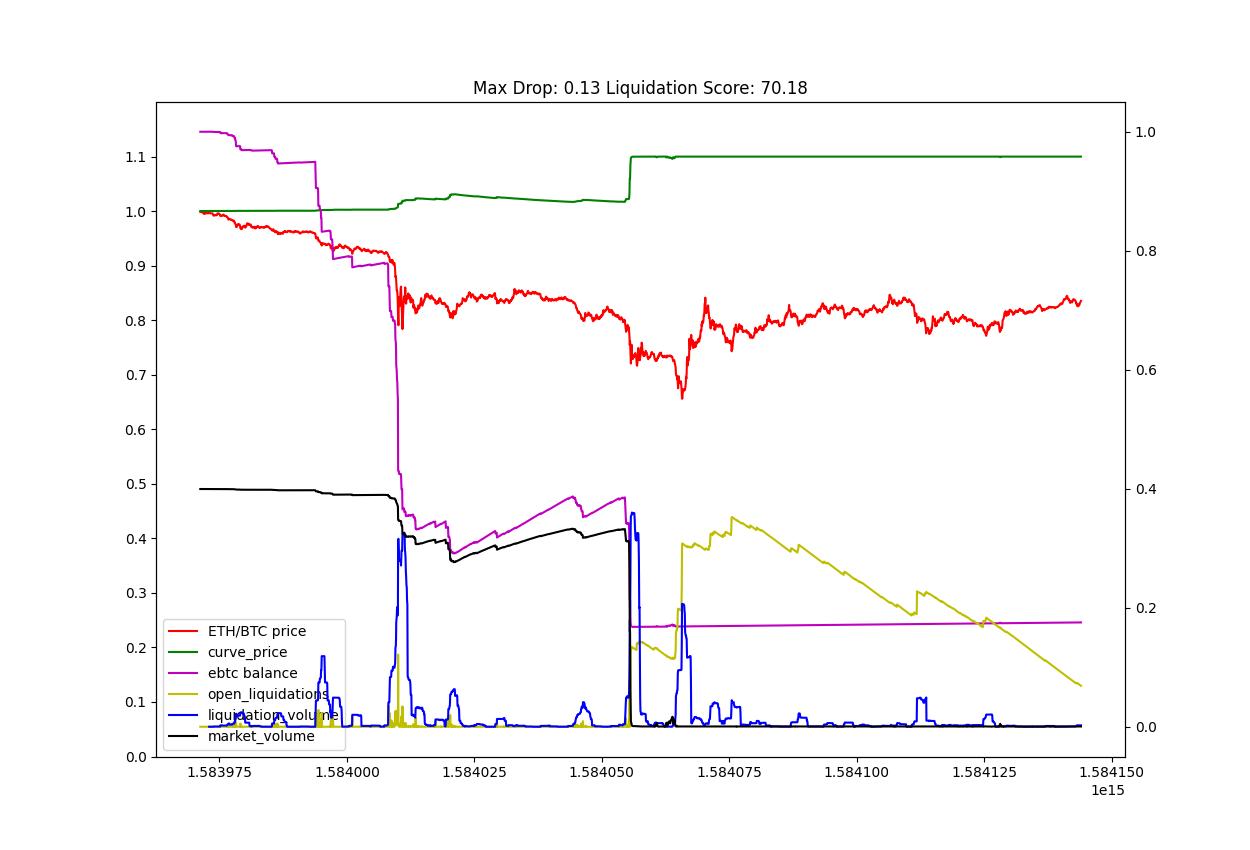 Max Drop: 0.13 Liquidation Score: 70.18
1.1
1.0
0.9
0.8
0.7
0.6
0.5
0.4
0.3
0.2
0.1
0.0
1.0
0.8
0.6
0.4
0.2
0.0
ETH/BTC price
curve_price
ebtc balance
open_liquidations
liquidation_volume
market_volume
1.583975 1.584000 1.584025 1.584050 1.584075 1.584100 1.584125 1.584150
1e15